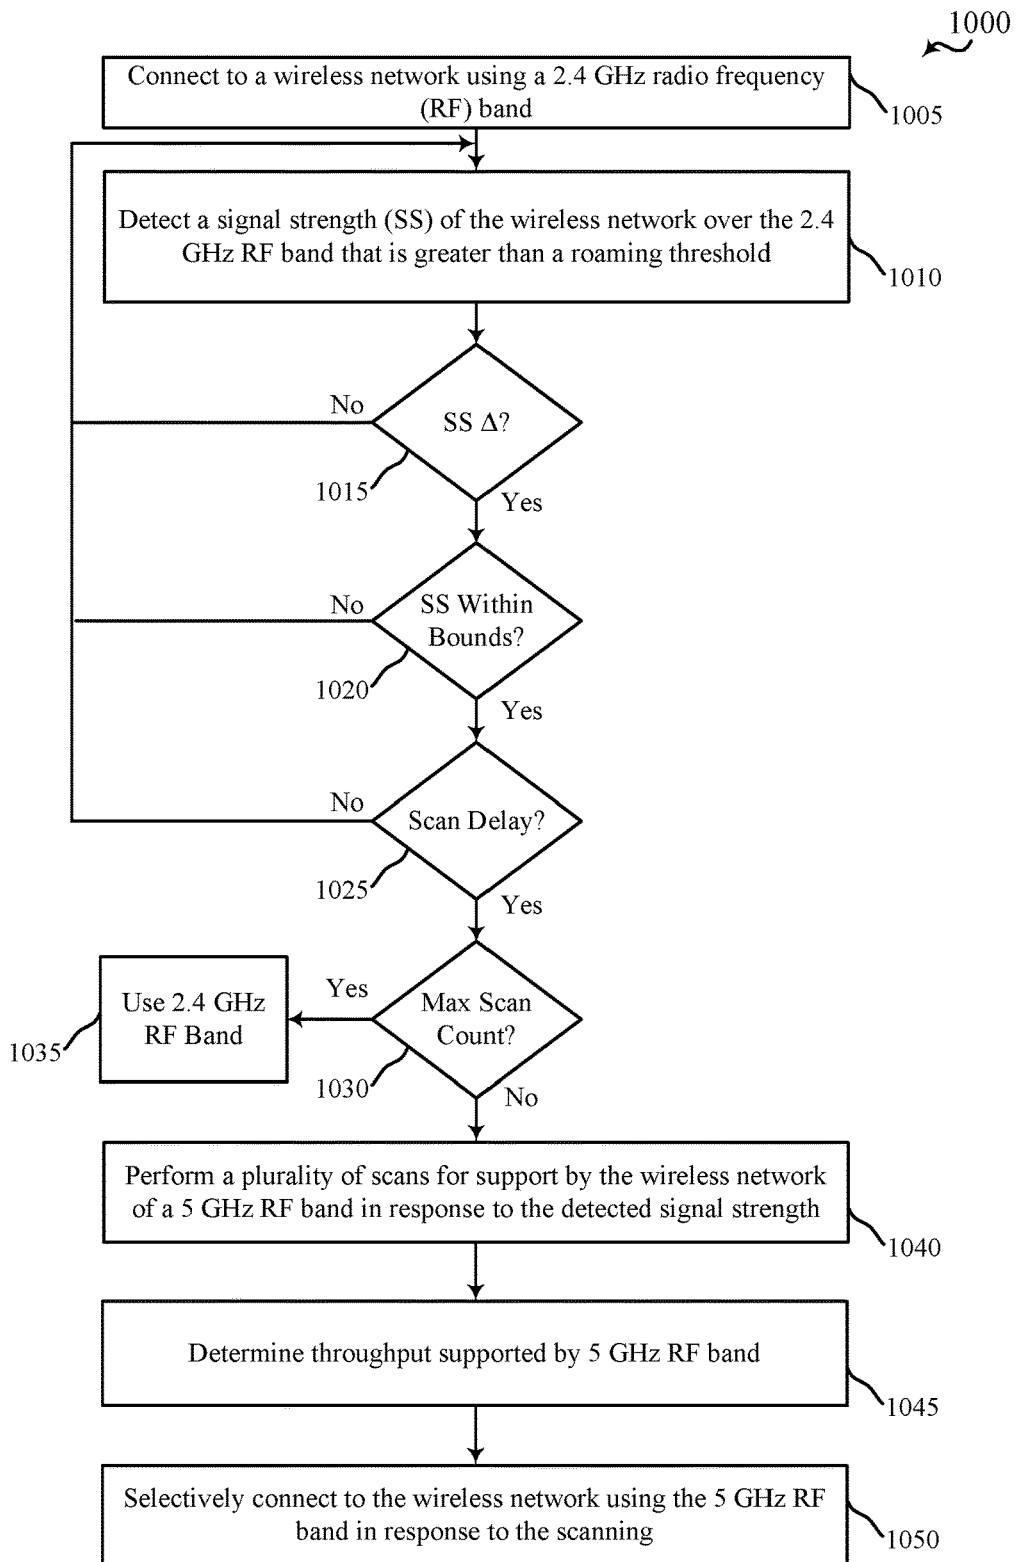 1000
Connect to a wireless network using a 2.4 GHz radio frequency
(RF) band
1005
Detect a signal strength (SS) of the wireless network over the 2.4
GHz RF band that is greater than a roaming threshold
1010
No
SS Δ?
1015
Yes
No
SS Within
Bounds?
1020
Yes
No
Scan Delay?
1025
Yes
Use 2.4 GHz
RF Band
1035
Yes
Max Scan
Count?
1030
No
Perform a plurality of scans for support by the wireless network
of a 5 GHz RF band in response to the detected signal strength
1040
Determine throughput supported by 5 GHz RF band
1045
Selectively connect to the wireless network using the 5 GHz RF
band in response to the scanning
1050